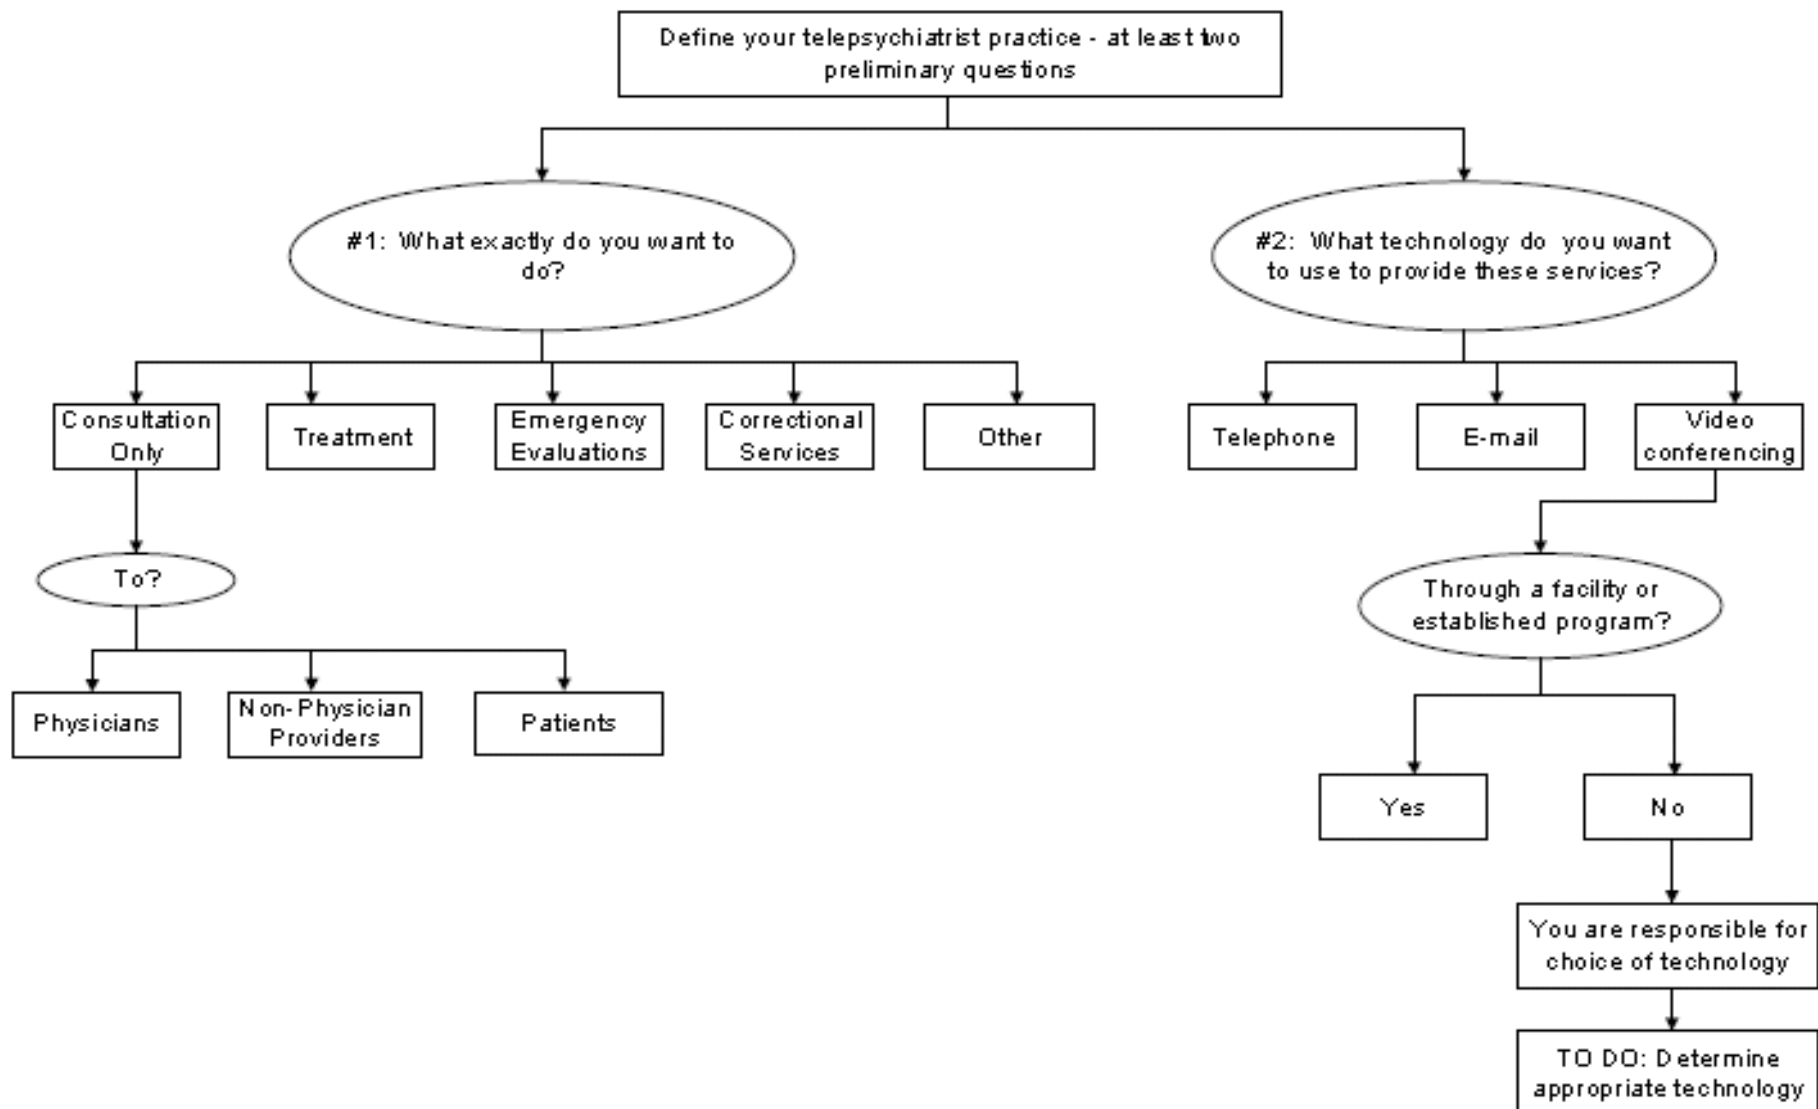 Define your telepsychiatrist practice - at least two
preliminary questions
#1: What exactly do you want to
do?
#2: What technology do you want
to use to provide these services?
Consultation
Only
Treatment
Emergency
Evaluations
Correctional
Services
Other
Telephone
E-mail
Video
conferencing
To?
Through a facility or
established program?
Physicians
Non-Physician
Providers
Patients
Yes
No
You are responsible for
choice of technology
TO DO: Determine
appropriate technology